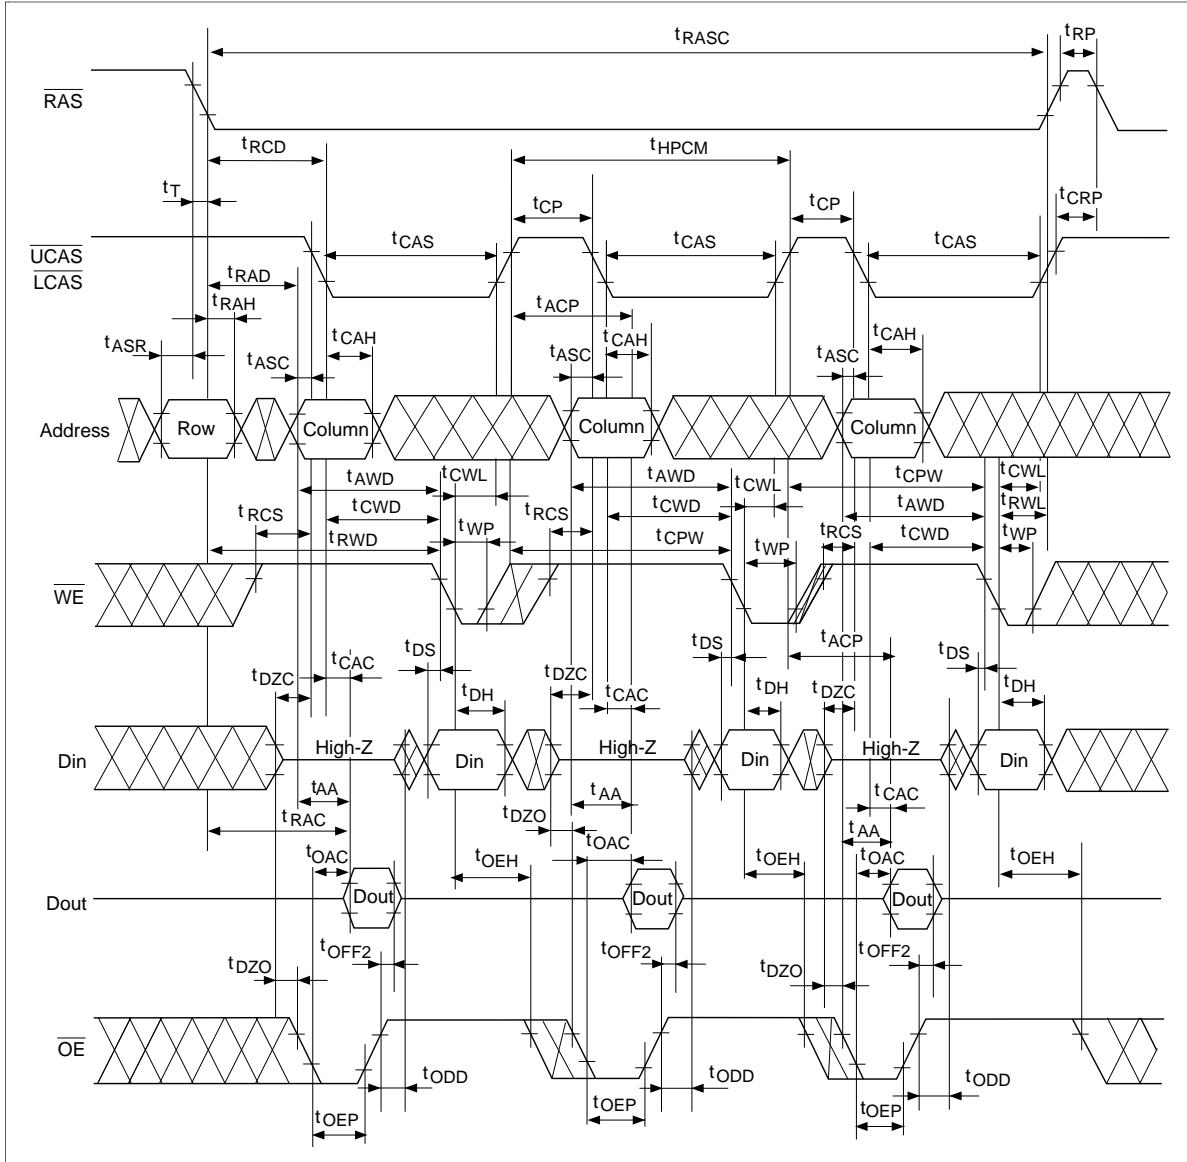 tRASC
tRP
RAS
tRCD
tHPCM
tT
tCP
tCP
tCRP
UCAS
LCAS
tCAS
tCAS
tCAS
tRAD
tRAH
tACP
tASR
tCAH
tCAH
tCAH
tASC
tASC
tASC
Address
Row
Column
Column
Column
tAWD
tCWL
tAWD
tCWL
tCPW
tCWL
tRCS
tCWD
tRCS
tCWD
tAWD
tRWL
tRWD
tWP
tCPW
tWP
tRCS
tCWD
tWP
WE
tACP
tCAC
tDS
tDS
tDS
tDZC
tDH
tDZC
tCAC
tDH
tDZC
tDH
Din
High-Z
Din
High-Z
Din
High-Z
Din
tAA
tAA
tCAC
tRAC
tDZO
tAA
tOAC
tOEH
tOAC
tOEH
tOAC
tOEH
Dout
Dout
Dout
Dout
tDZO
tOFF2
tOFF2
tDZO
tOFF2
OE
tODD
tODD
tODD
tOEP
tOEP
tOEP